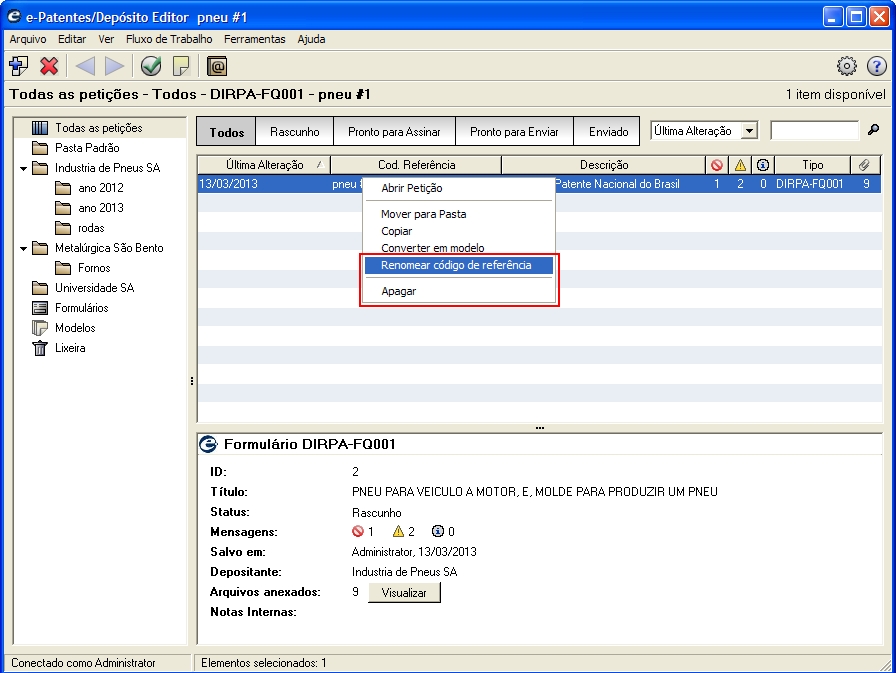 e-Patentes/Depósito Editor pneu #1
Arquivo Editar Ver Fluxo de Trabalho Ferramentas Ajuda
Todas as petições - Todos - DIRPA-FQ001 - pneu #1 1 item disponível
Todas as petições
Pasta Padrão
Industria de Pneus SA
ano 2012
ano 2013
rodas
Metalúrgica São Bento
Fornos
Universidade SA
Formulários
Modelos
Lixeira
Todos Rascunho Pronto para Assinar Pronto para Enviar Enviado Última Alteração
Última Alteração Cod. Referência Descrição Tipo
13/03/2013 pneu Patente Nacional do Brasil 1 2 0 DIRPA-FQ001 9
Abrir Petição
Mover para Pasta
Copiar
Converter em modelo
Renomear código de referência
Apagar
Formulário DIRPA-FQ001
ID: 2
Título: PNEU PARA VEICULO A MOTOR, E, MOLDE PARA PRODUZIR UM PNEU
Status: Rascunho
Mensagens: 1 2 0
Salvo em: Administrator, 13/03/2013
Depositante: Industria de Pneus SA
Arquivos anexados: 9 Visualizar
Notas Internas:
Conectado como Administrator Elementos selecionados: 1